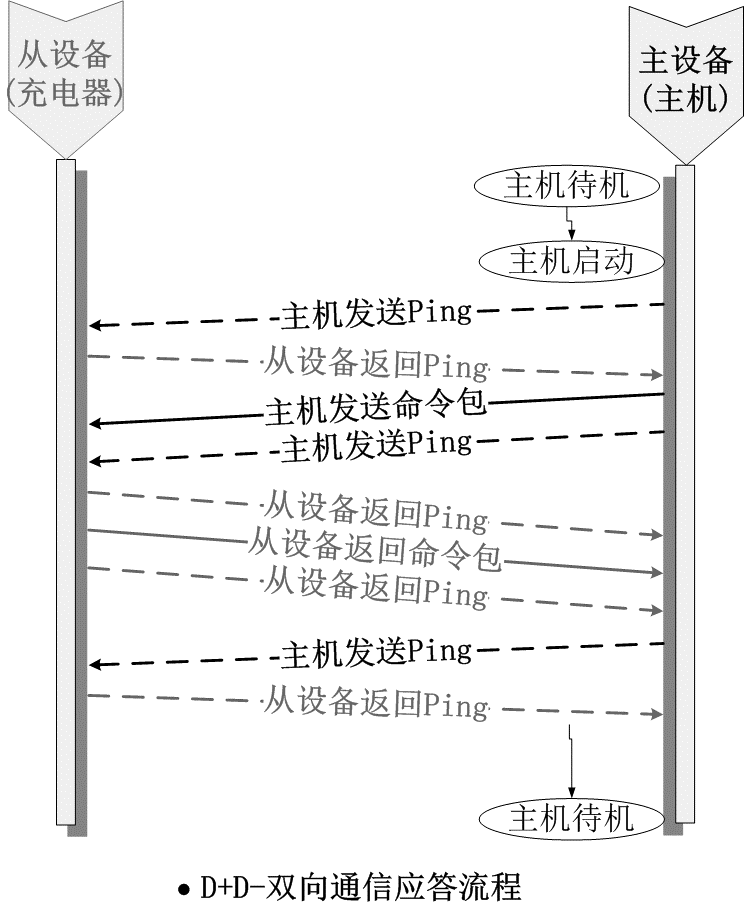 从设备
(充电器)
主设备
(主机)
主机待机
主机启动
主机发送Ping
从设备返回Ping
主机发送命令包
主机发送Ping
从设备返回Ping
从设备返回命令包
从设备返回Ping
主机发送Ping
从设备返回Ping
主机待机
• D+D-双向通信应答流程